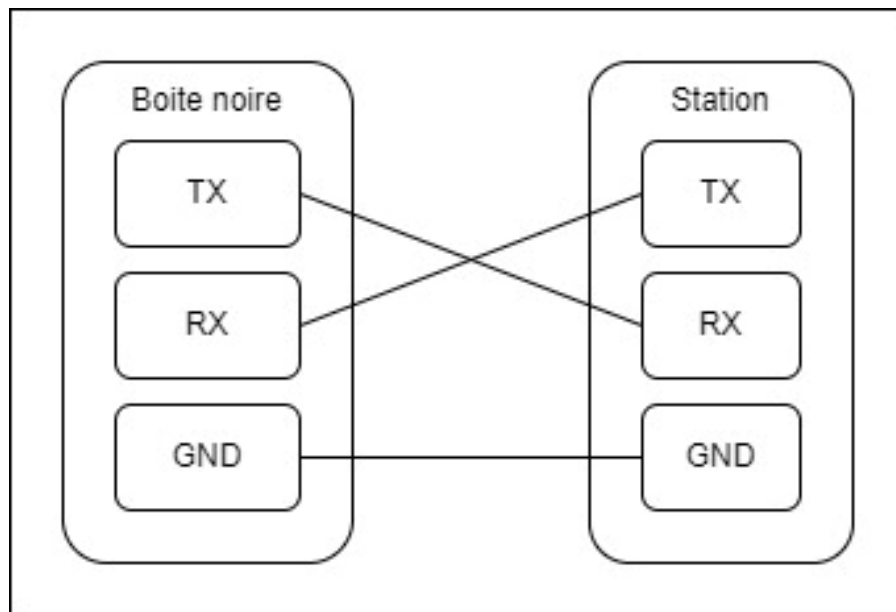 Boite noire
TX
RX
GND
Station
TX
RX
GND